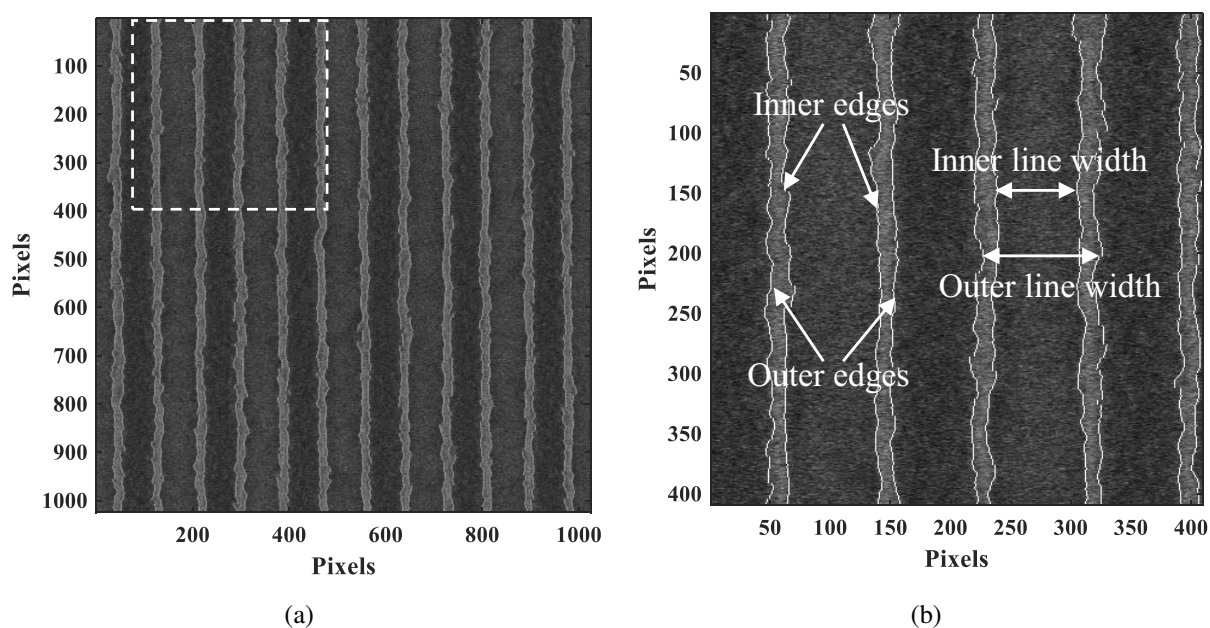 100
200
300
400
500
600
700
800
900
1000
Pixels
200 400 600 800 1000
Pixels
(a)
50
100
150
200
250
300
350
400
Pixels
Inner edges
Inner line width
Outer line width
Outer edges
50 100 150 200 250 300 350 400
Pixels
(b)